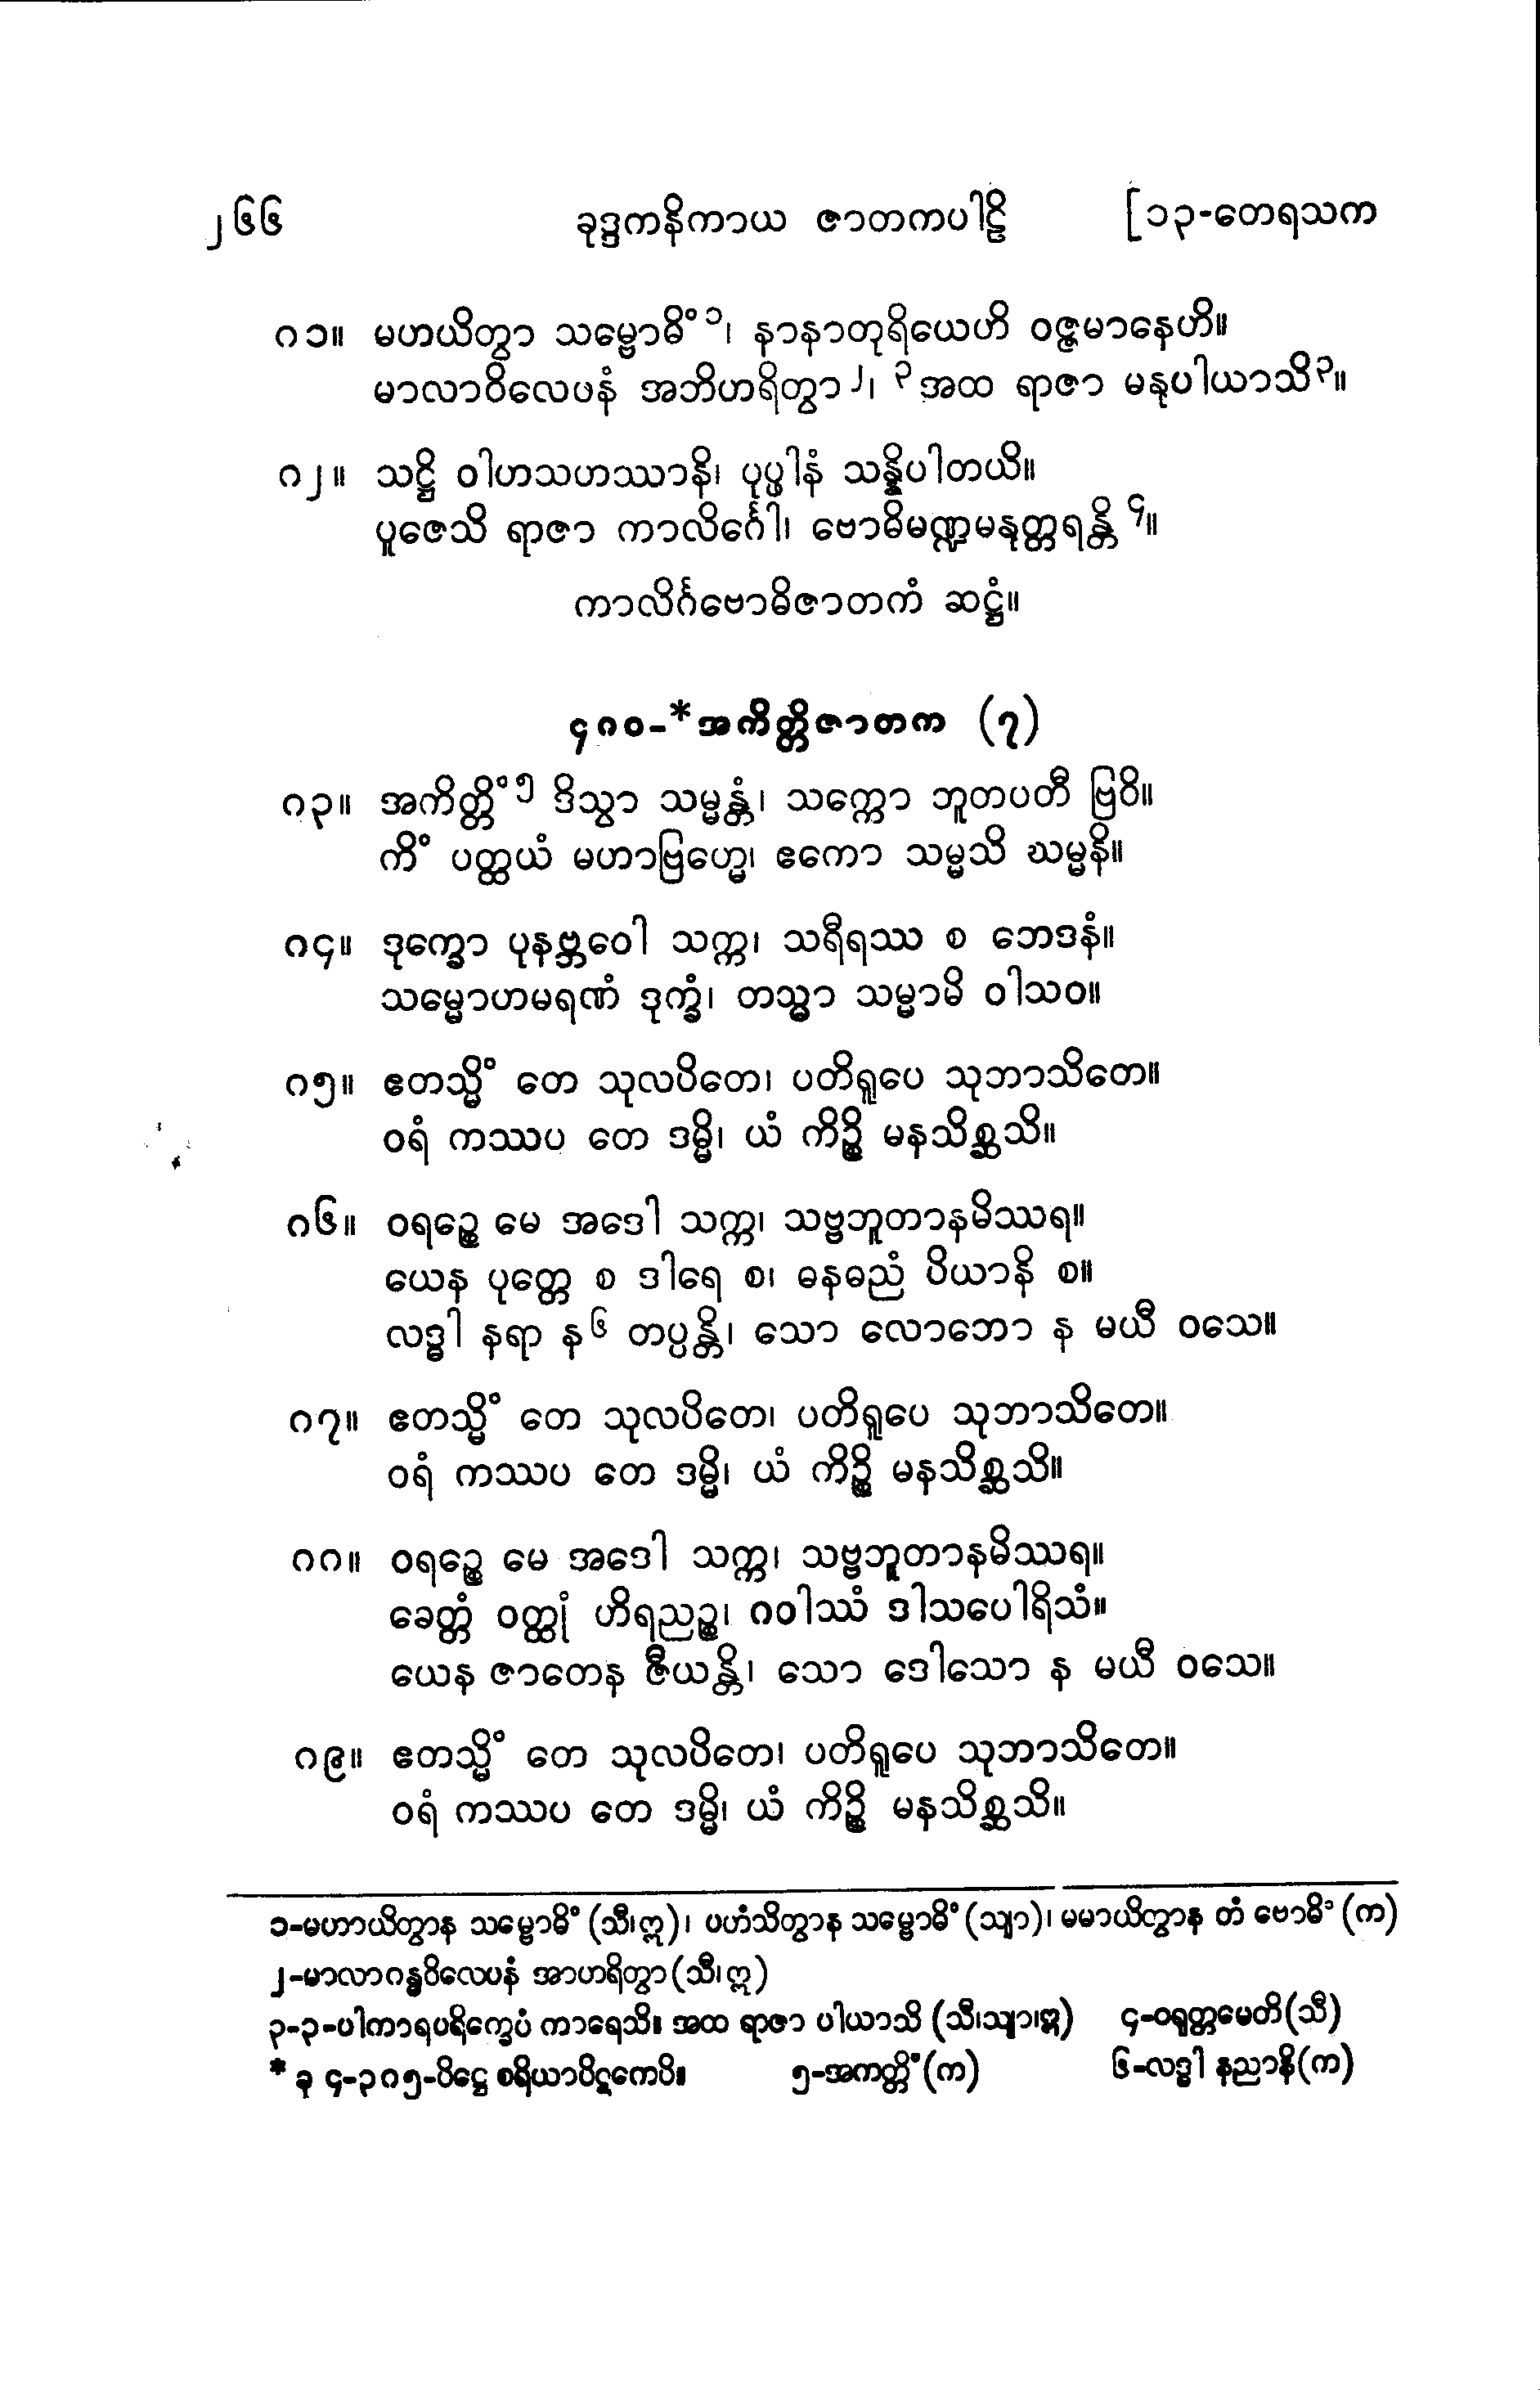 ၂၆၆ ခုဒ္ဒကနိကာယ ဇာတကပါဠိ [၁၃-တေရသက
၈၁။ မဟယိတွာ သမ္ဗောဓိံ ၁၊ နာနာတုရိယေဟိ ဝဇ္ဇမာနေဟိ။
မာလာဝိလေပနံ အဘိဟရိတွာ ၂၊ ၃ အထ ရာဇာ မနုပါယာသိ ၃။
၈၂။ သဋ္ဌိ ဝါဟသဟဿာနိ၊ ပုပ္ဖါနံ သန္နိပါတယိ။
ပူဇေသိ ရာဇာ ကာလိင်္ဂေါ၊ ဗောဓိမဏ္ဍမနုတ္တရန္တိ ၄။
ကာလိင်္ဂဗောဓိဇာတကံ ဆဋ္ဌံ။
၄၈၀-*အကိတ္တိဇာတက (၇)
၈၃။ အကိတ္တိံ ၅ ဒိသွာ သမ္မန္တံ၊ သက္ကော ဘူတပတီ ဗြဝိ။
ကိံ ပတ္ထယံ မဟာဗြဟ္မေ၊ ဧကော သမ္မသိ ဃမ္မနိ။
၈၄။ ဒုက္ခော ပုနဗ္ဘဝေါ သက္က၊ သရီရဿ စ ဘေဒနံ။
သမ္မောဟမရဏံ ဒုက္ခံ၊ တသ္မာ သမ္မာမိ ဝါသဝ။
၈၅။ ဧတသ္မိံ တေ သုလပိတေ၊ ပတိရူပေ သုဘာသိတေ။
ဝရံ ကဿပ တေ ဒမ္မိ၊ ယံ ကိဉ္စိ မနသိစ္ဆသိ။
၈၆။ ဝရဉ္စေ မေ အဒေါ သက္က၊ သဗ္ဗဘူတာနမိဿရ။
ယေန ပုတ္တေ စ ဒါရေ စ၊ ဓနဓညံ ပိယာနိ စ။
လဒ္ဓါ နရာ န ၆ တပ္ပန္တိ၊ သော လောဘော န မယီ ဝသေ။
၈၇။ ဧတသ္မိံ တေ သုလပိတေ၊ ပတိရူပေ သုဘာသိတေ။
ဝရံ ကဿပ တေ ဒမ္မိ၊ ယံ ကိဉ္စိ မနသိစ္ဆသိ။
၈၈။ ဝရဉ္စေ မေ အဒေါ သက္က၊ သဗ္ဗဘူတာနမိဿရ။
ခေတ္တံ ဝတ္ထုံ ဟိရညဉ္စ၊ ဂဝါဿံ ဒါသပေါရိသံ။
ယေန ဇာတေန ဇီယန္တိ၊ သော ဒေါသော န မယီ ဝသေ။
၈၉။ ဧတသ္မိံ တေ သုလပိတေ၊ ပတိရူပေ သုဘာသိတေ။
ဝရံ ကဿပ တေ ဒမ္မိ၊ ယံ ကိဉ္စိ မနသိစ္ဆသိ။
၁-မဟာယိတွာန သမ္ဗောဓိံ (သီ၊ဣ)၊ ပဟံသိတွာန သမ္ဗောဓိံ (သျာ)၊ မမာယိတွာန တံ ဗောဓိံ (က)
၂-မာလာဂန္ဓဝိလေပနံ အာဟရိတွာ (သီ၊ဣ)
၃-၃-ပါကာရပရိက္ခေပံ ကာရေသိ။ အထ ရာဇာ ပါယာသိ (သီ၊သျာ၊ဣ) ၄-ဝရုတ္တမေတိ(သီ)
* ခု ၄-၃၈၅-ပိဋ္ဌေ စရိယာပိဋကေပိ။ ၅-အကတ္တိံ (က) ၆-လဒ္ဓါ နညာနိ(က)